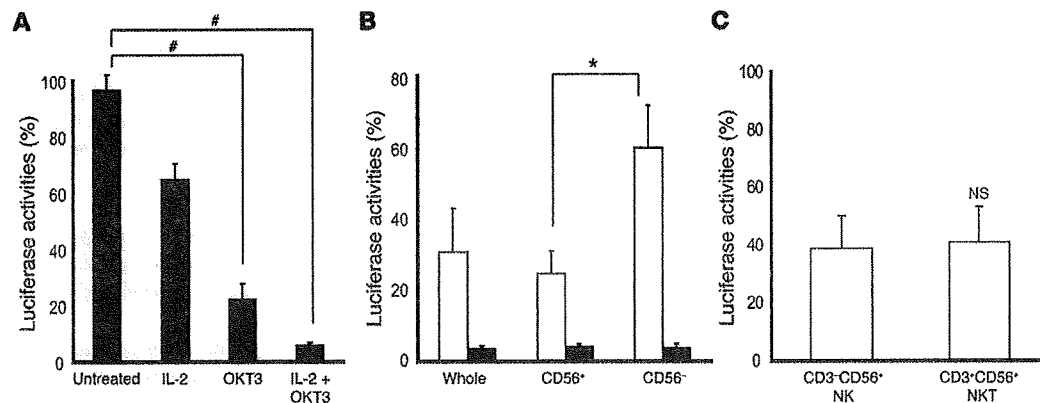 A
#
#
Luciferase activities (%)
100
80
60
40
20
0
Untreated
IL-2
OKT3
IL-2 +
OKT3
B
*
Luciferase activities (%)
80
60
40
20
0
Whole
CD56⁺
CD56⁻
C
Luciferase activities (%)
100
80
60
40
20
0
NS
CD3⁻CD56⁺
NK
CD3⁺CD56⁺
NKT